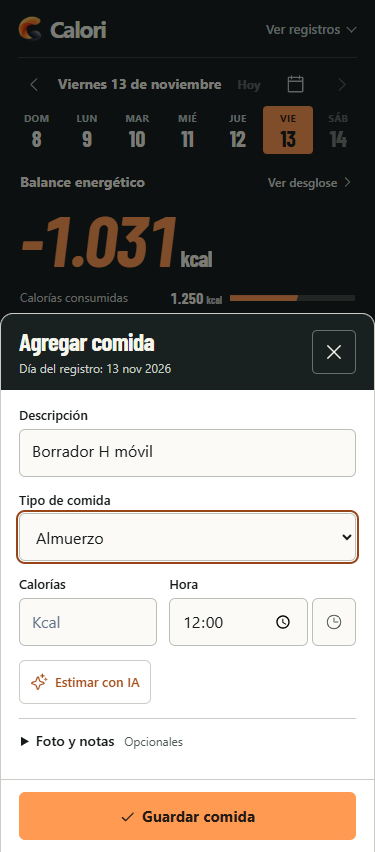 Calori
Ver registros
Viernes 13 de noviembre Hoy
DOM LUN MAR MIÉ JUE VIE SÁB
8 9 10 11 12 13 14
Balance energético
Ver desglose
-1.031 kcal
Calorías consumidas 1.250 kcal
Agregar comida
Día del registro: 13 nov 2026
Descripción
Borrador H móvil
Tipo de comida
Almuerzo
Calorías Hora
Kcal 12:00
Estimar con IA
Foto y notas Opcionales
Guardar comida